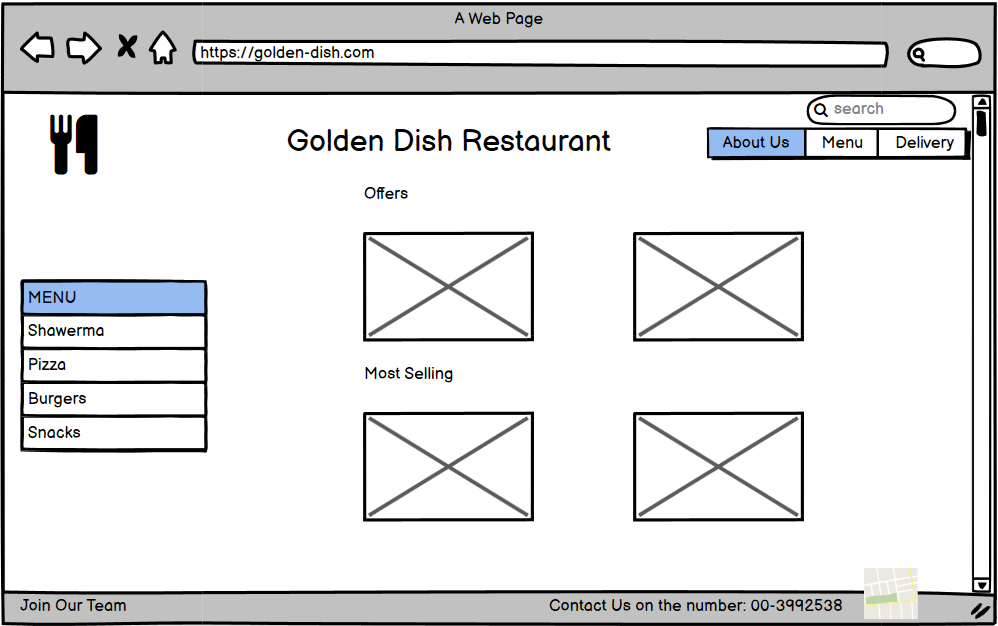 A Web Page
https://golden-dish.com
search
Golden Dish Restaurant
About Us Menu Delivery
Offers
MENU
Shawerma
Pizza
Burgers
Snacks
Most Selling
Join Our Team
Contact Us on the number: 00-3992538